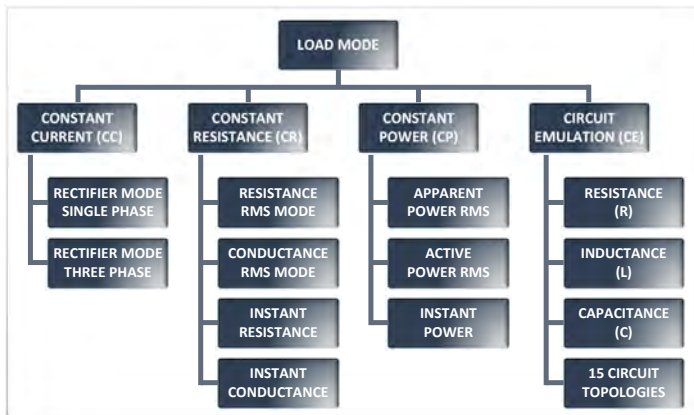 LOAD MODE
CONSTANT
CURRENT (CC)
RECTIFIER MODE
SINGLE PHASE
RECTIFIER MODE
THREE PHASE
CONSTANT
RESISTANCE (CR)
RESISTANCE
RMS MODE
CONDUCTANCE
RMS MODE
INSTANT
RESISTANCE
INSTANT
CONDUCTANCE
CONSTANT
POWER (CP)
APPARENT
POWER RMS
ACTIVE
POWER RMS
INSTANT
POWER
CIRCUIT
EMULATION (CE)
RESISTANCE
(R)
INDUCTANCE
(L)
CAPACITANCE
(C)
15 CIRCUIT
TOPOLOGIES